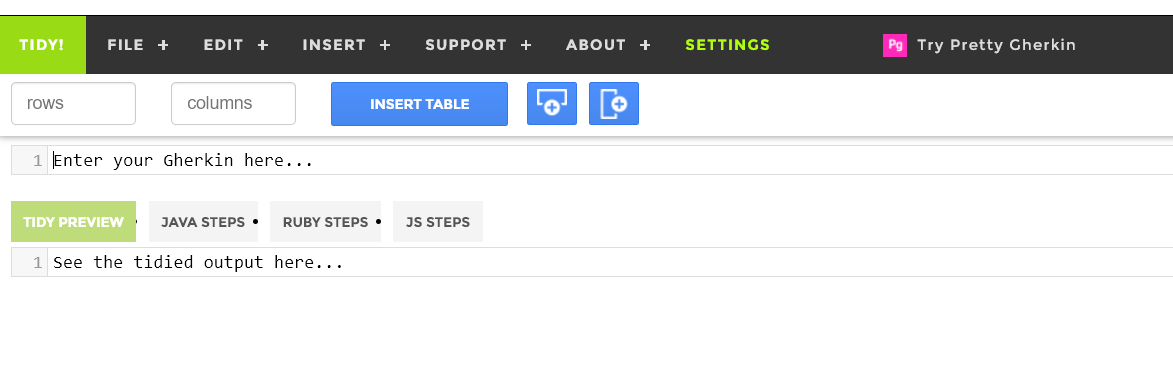 TIDY! FILE + EDIT + INSERT + SUPPORT + ABOUT + SETTINGS Pg Try Pretty Gherkin
rows columns INSERT TABLE
1 Enter your Gherkin here...
TIDY PREVIEW JAVA STEPS RUBY STEPS JS STEPS
1 See the tidied output here...